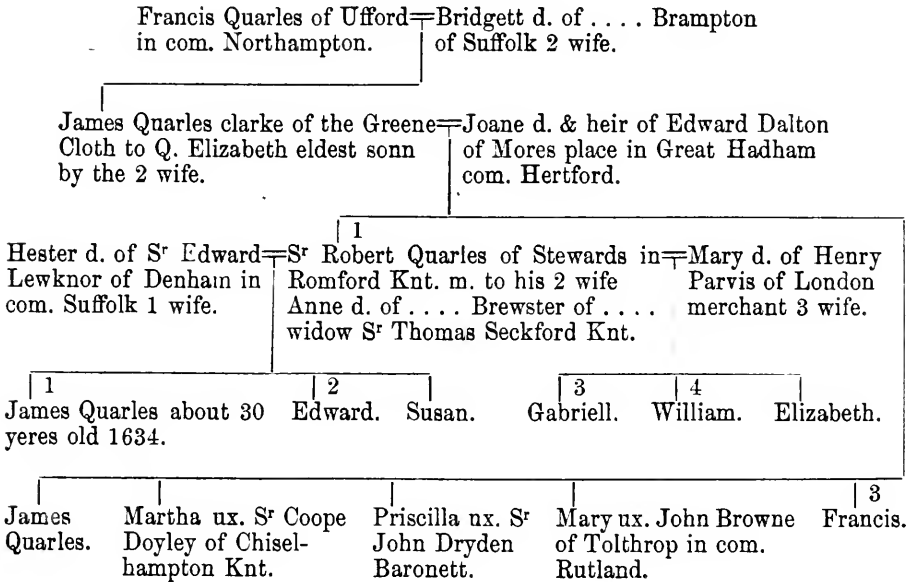 Francis Quarles of Ufford=Bridgett d. of . . . . Brampton
in com. Northampton. of Suffolk 2 wife.
James Quarles clarke of the Greene=Joane d. & heir of Edward Dalton
Cloth to Q. Elizabeth eldest sonn of Mores place in Great Hadham
by the 2 wife. com. Hertford.
1
Hester d. of Sʳ Edward=Sʳ Robert Quarles of Stewards in=Mary d. of Henry
Lewknor of Denham in Romford Knt. m. to his 2 wife Parvis of London
com. Suffolk 1 wife. Anne d. of . . . . Brewster of . . . . merchant 3 wife.
widow Sʳ Thomas Seckford Knt.
1 2 3 4
James Quarles about 30 Edward. Susan. Gabriell. William. Elizabeth.
yeres old 1634.
3
James Martha ux. Sʳ Coope Priscilla ux. Sʳ Mary ux. John Browne Francis.
Quarles. Doyley of Chisel- John Dryden of Tolthrop in com.
hampton Knt. Baronett. Rutland.